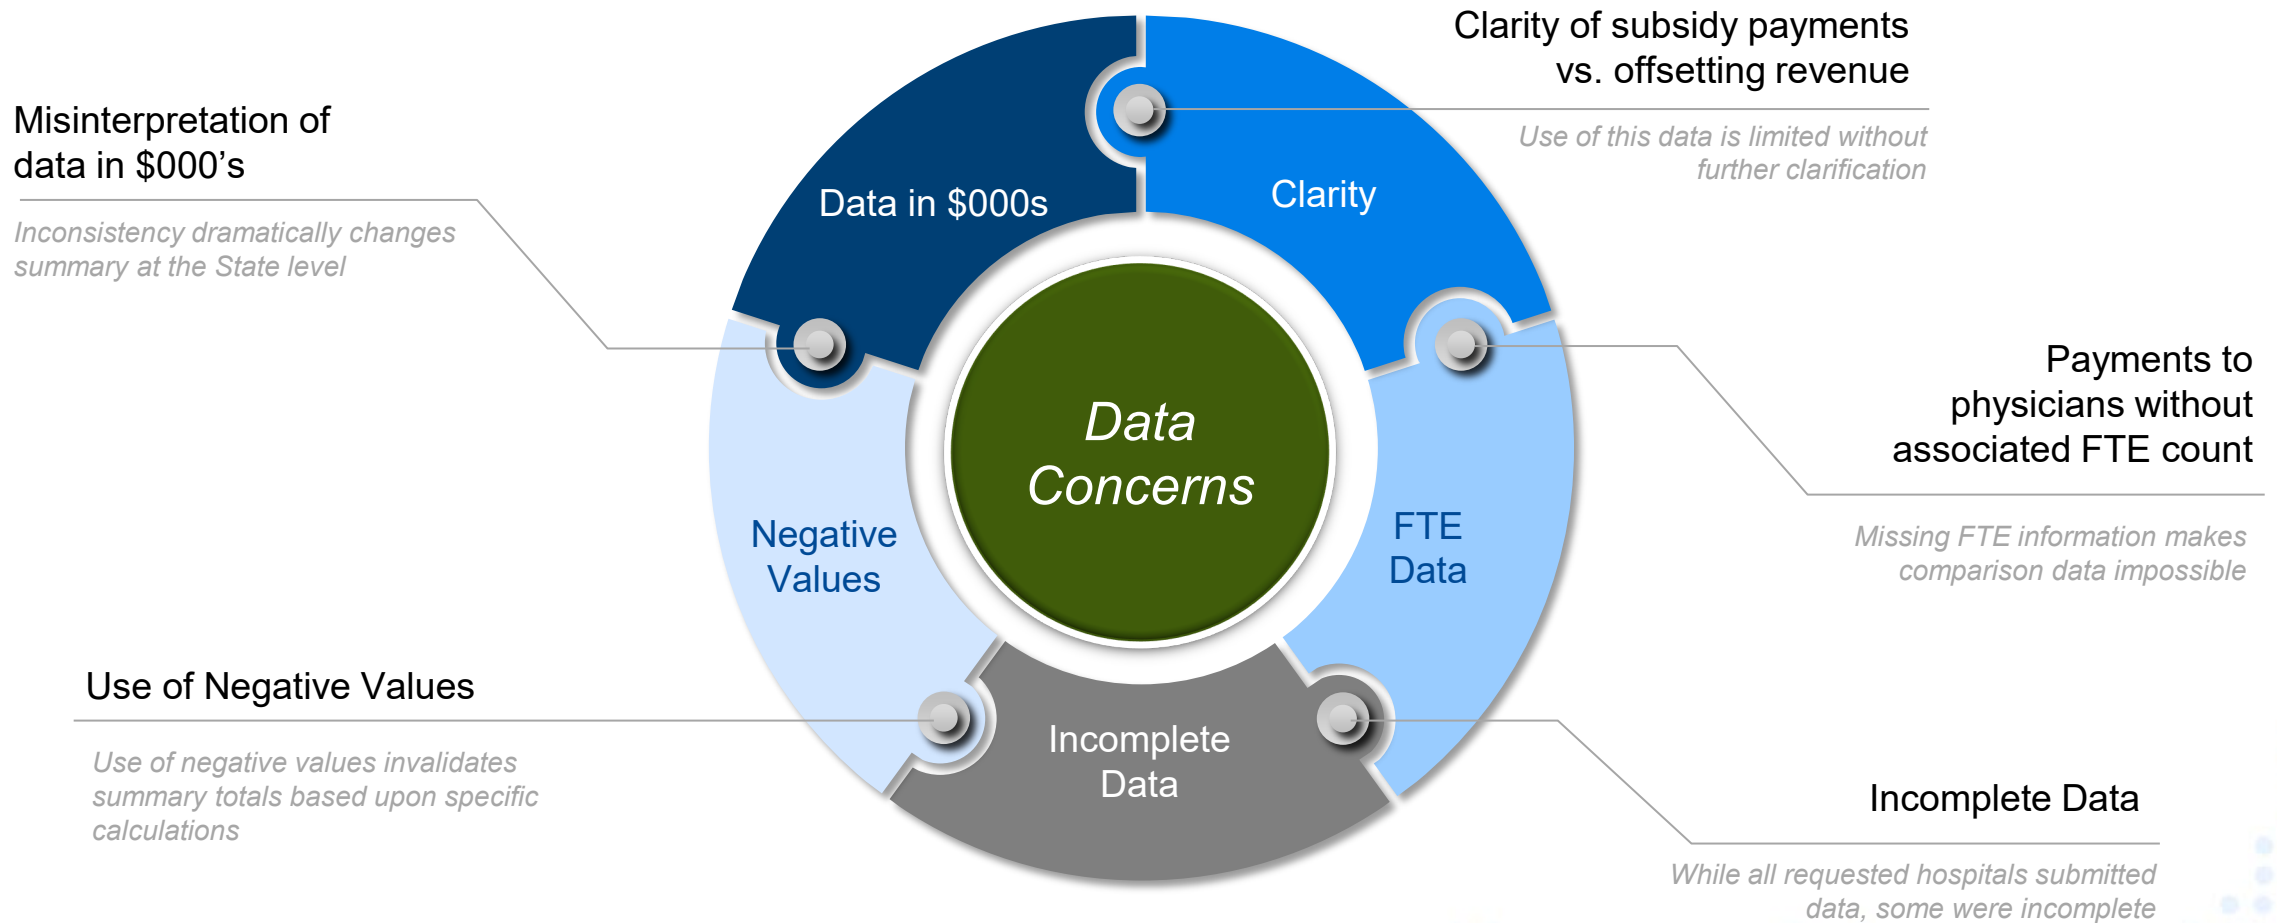 Clarity of subsidy payments
vs. offsetting revenue
Use of this data is limited without
further clarification
Misinterpretation of
data in $000’s
Inconsistency dramatically changes
summary at the State level
Data in $000s
Clarity
Payments to
physicians without
associated FTE count
Missing FTE information makes
comparison data impossible
Data
Concerns
Negative
Values
FTE
Data
Use of Negative Values
Use of negative values invalidates
summary totals based upon specific
calculations
Incomplete
Data
Incomplete Data
While all requested hospitals submitted
data, some were incomplete